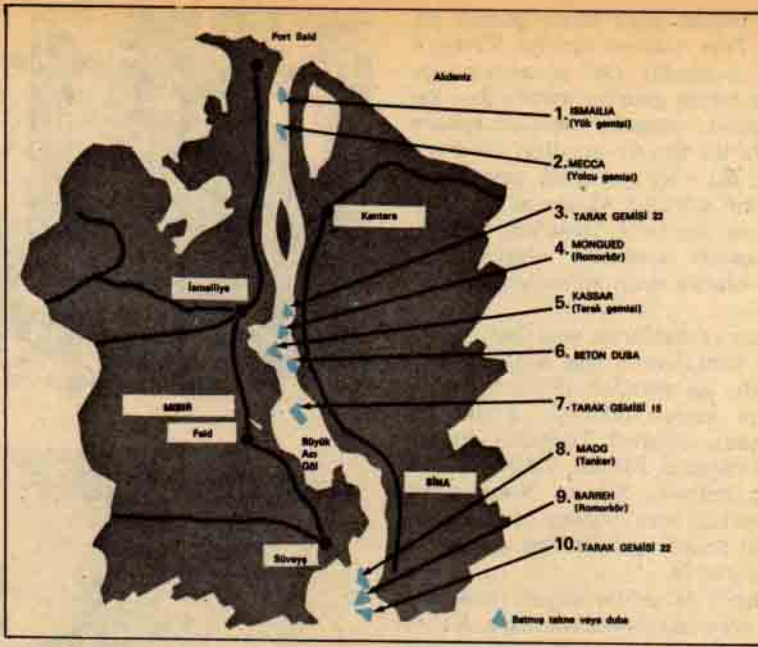 Port Said
Akdeniz
1. ISMAILIA
(Yük gemisi)
2. MECCA
(Yolcu gemisi)
3. TARAK GEMİSİ 23
4. MONGUED
(Romorkör)
5. KASSAR
(Tarak gemisi)
6. BETON DUBA
7. TARAK GEMİSİ 15
8. MADG
(Tanker)
9. BARREH
(Romorkör)
10. TARAK GEMİSİ 22
Kantara
İsmailiye
MISIR
Faid
Büyük
Acı
Göl
SİNA
Süveyş
Batmış tekne veya duba